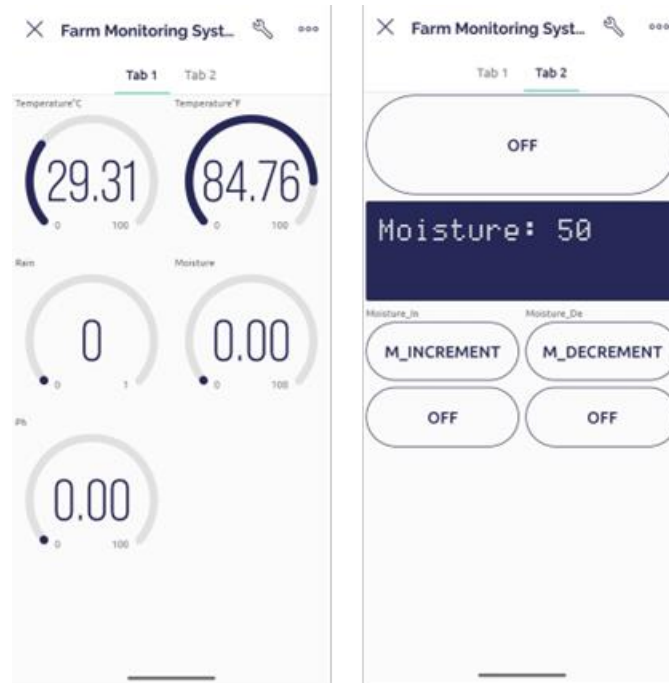 Farm Monitoring Syst...
Tab 1 Tab 2
Temperature°C Temperature°F
29.31 84.76
0 100 0 100
Rain Moisture
0 0.00
0 1 0 100
Ph
0.00
0 100
Farm Monitoring Syst...
Tab 1 Tab 2
OFF
Moisture: 50
Moisture_In Moisture_De
M_INCREMENT M_DECREMENT
OFF OFF